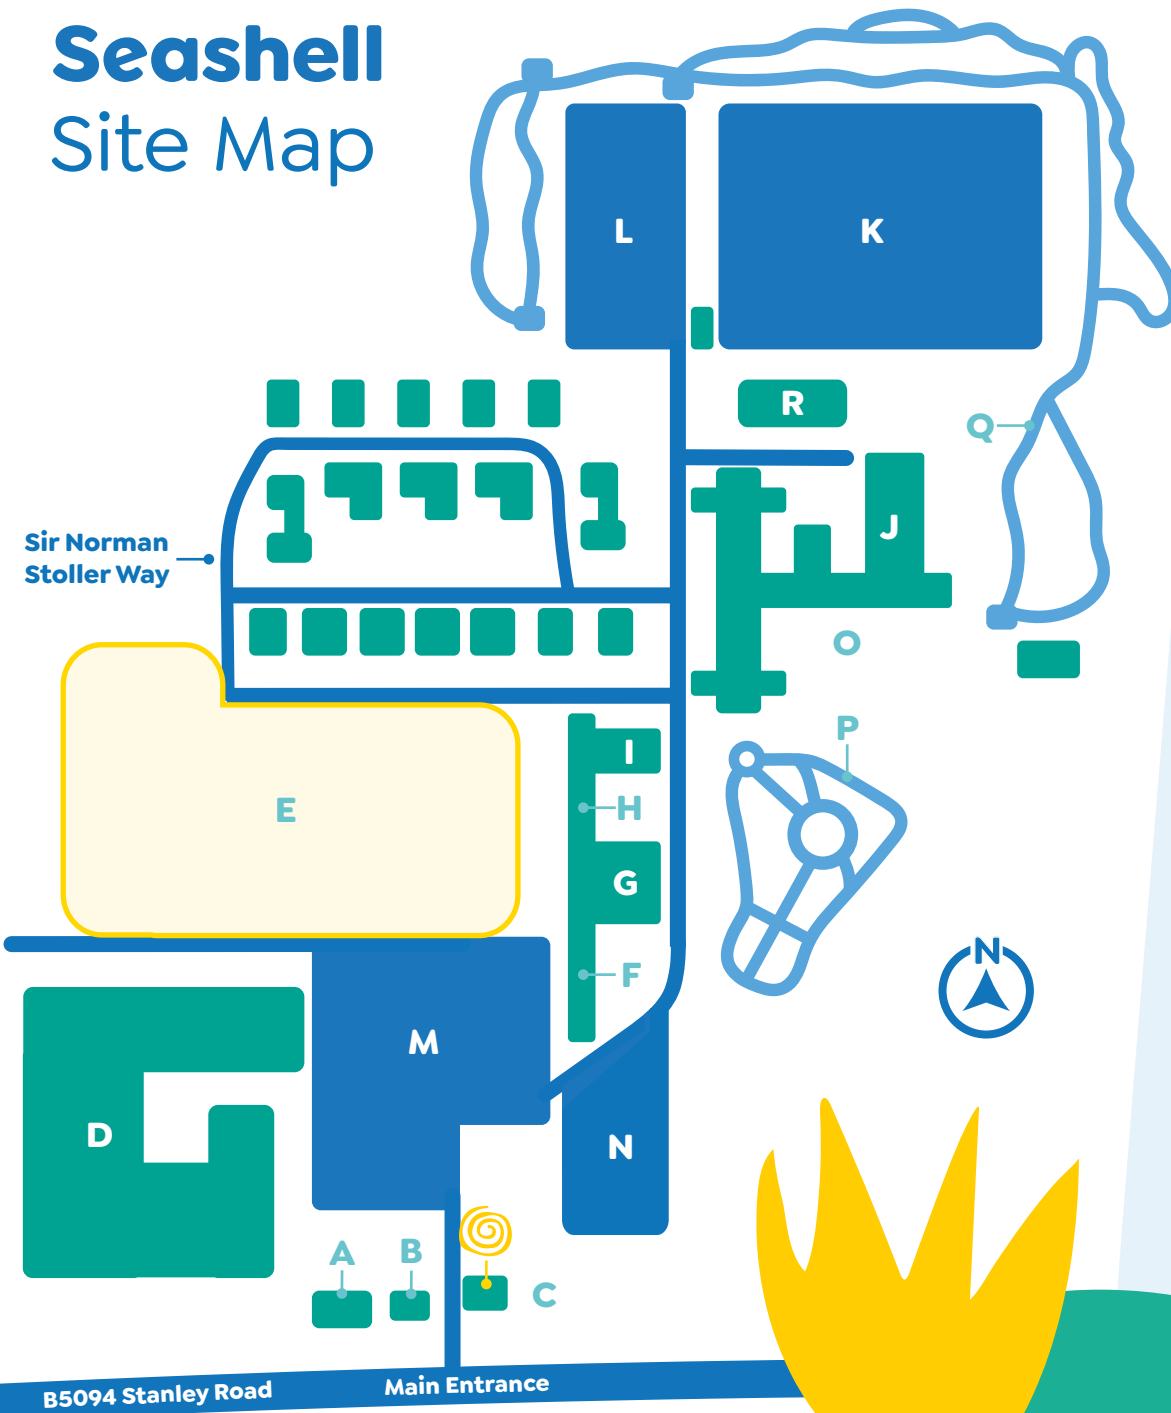 Seashell
Site Map
L
K
R
Q
J
Sir Norman
Stoller Way
O
P
I
E
H
G
N
F
M
D
N
A
B
C
B5094 Stanley Road
Main Entrance